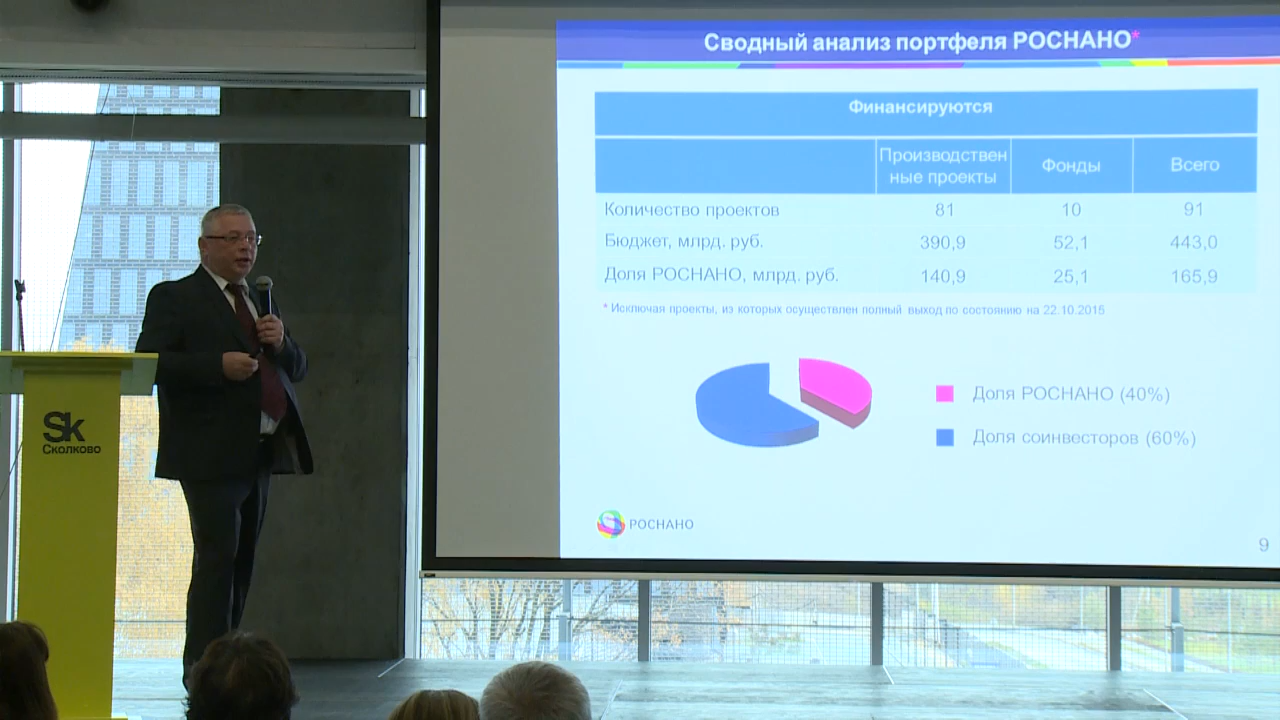 Сводный анализ портфеля РОСНАНО*
Финансируются
Производствен
ные проекты
Фонды
Всего
Количество проектов 81 10 91
Бюджет, млрд. руб. 390,9 52,1 443,0
Доля РОСНАНО, млрд. руб. 140,9 25,1 165,9
* Исключая проекты, из которых осуществлен полный выход по состоянию на 22.10.2015
Доля РОСНАНО (40%)
Доля соинвесторов (60%)
РОСНАНО
9
Sk
Сколково